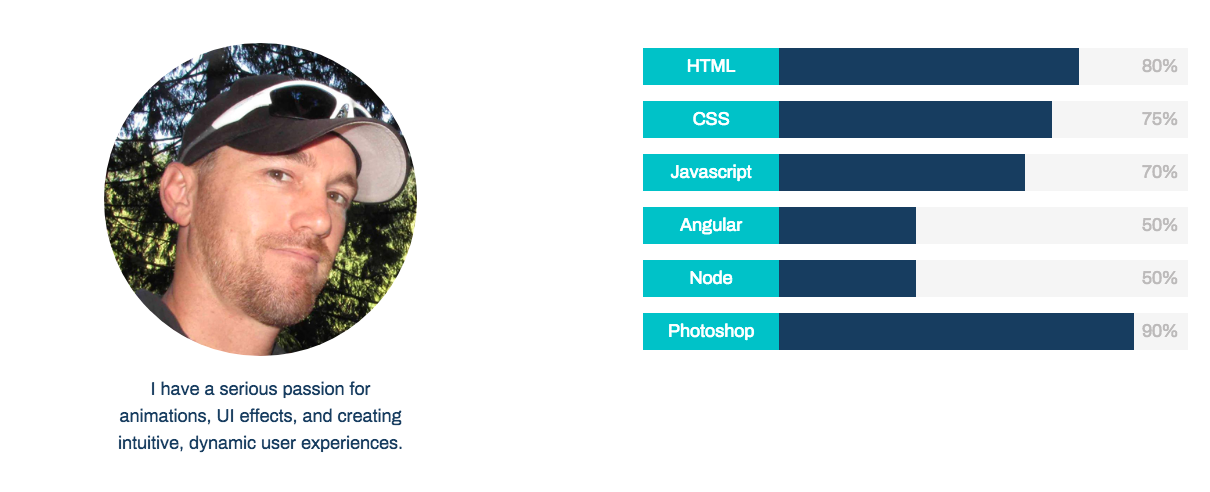 HTML 80%
CSS 75%
Javascript 70%
Angular 50%
Node 50%
Photoshop 90%
I have a serious passion for
animations, UI effects, and creating
intuitive, dynamic user experiences.